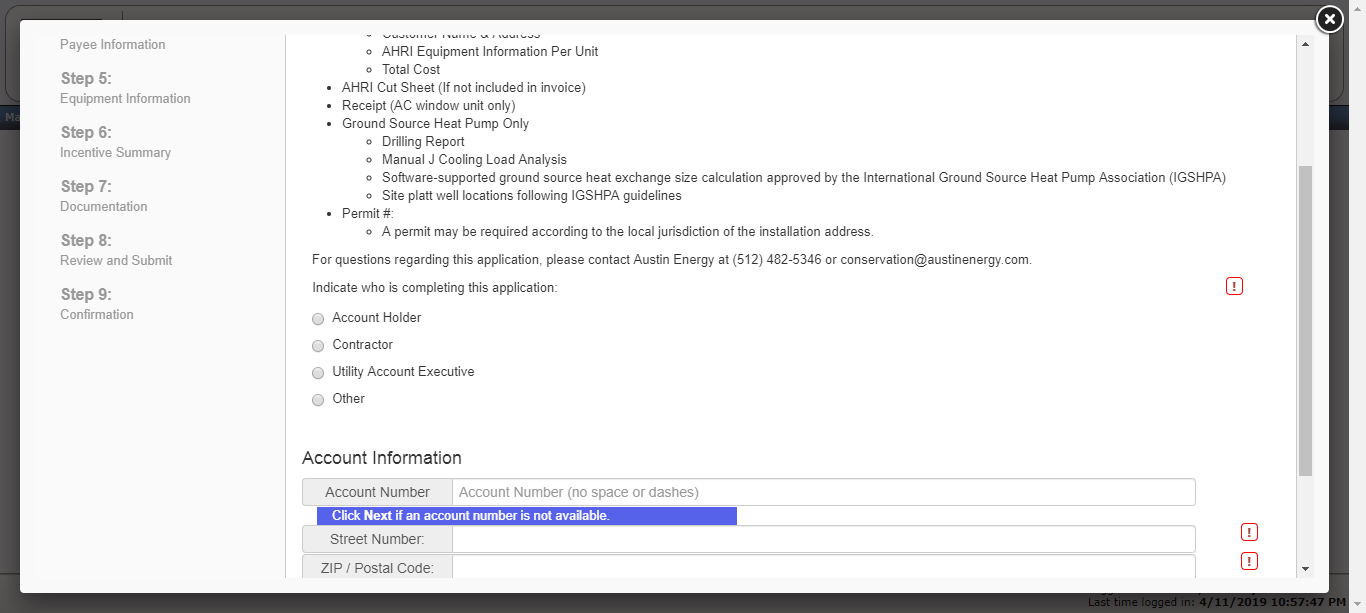 Payee Information
Step 5:
Equipment Information
Step 6:
Incentive Summary
Step 7:
Documentation
Step 8:
Review and Submit
Step 9:
Confirmation
Customer Name & Address
AHRI Equipment Information Per Unit
Total Cost
AHRI Cut Sheet (If not included in invoice)
Receipt (AC window unit only)
Ground Source Heat Pump Only
Drilling Report
Manual J Cooling Load Analysis
Software-supported ground source heat exchange size calculation approved by the International Ground Source Heat Pump Association (IGSHPA)
Site platt well locations following IGSHPA guidelines
Permit #:
A permit may be required according to the local jurisdiction of the installation address.
For questions regarding this application, please contact Austin Energy at (512) 482-5346 or conservation@austinenergy.com.
Indicate who is completing this application:
!
Account Holder
Contractor
Utility Account Executive
Other
Account Information
Account Number Account Number (no space or dashes)
Click Next if an account number is not available.
Street Number: !
ZIP / Postal Code: !
Ma
Last time logged in: 4/11/2019 10:57:47 PM